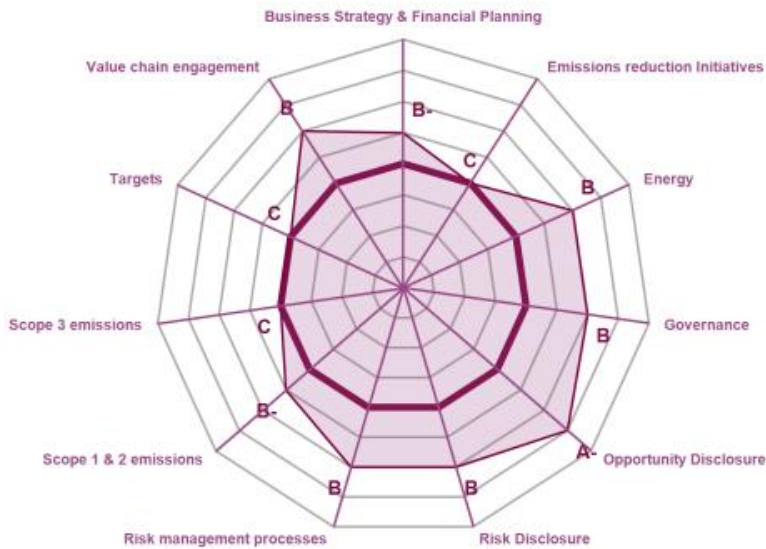 Business Strategy & Financial Planning
Value chain engagement
Emissions reduction Initiatives
B
B-
C
Targets
B
Energy
C
Scope 3 emissions
C
B
Governance
B-
Scope 1 & 2 emissions
A-
Opportunity Disclosure
B
B
Risk management processes
Risk Disclosure